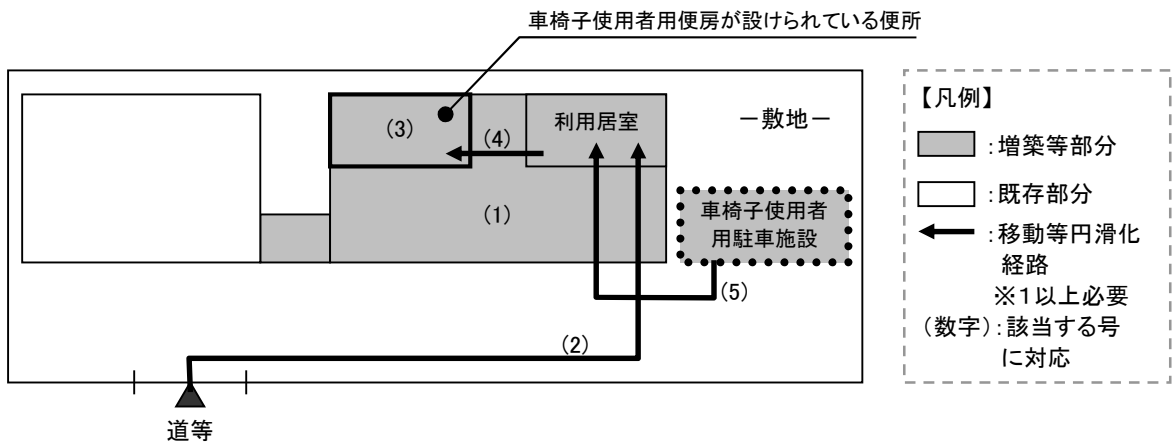 車椅子使用者用便房が設けられている便所
(3)
(4)
利用居室
－敷地－
(1)
車椅子使用者
用駐車施設
(5)
(2)
道等
【凡例】
：増築等部分
：既存部分
：移動等円滑化
経路
※１以上必要
(数字)：該当する号
に対応